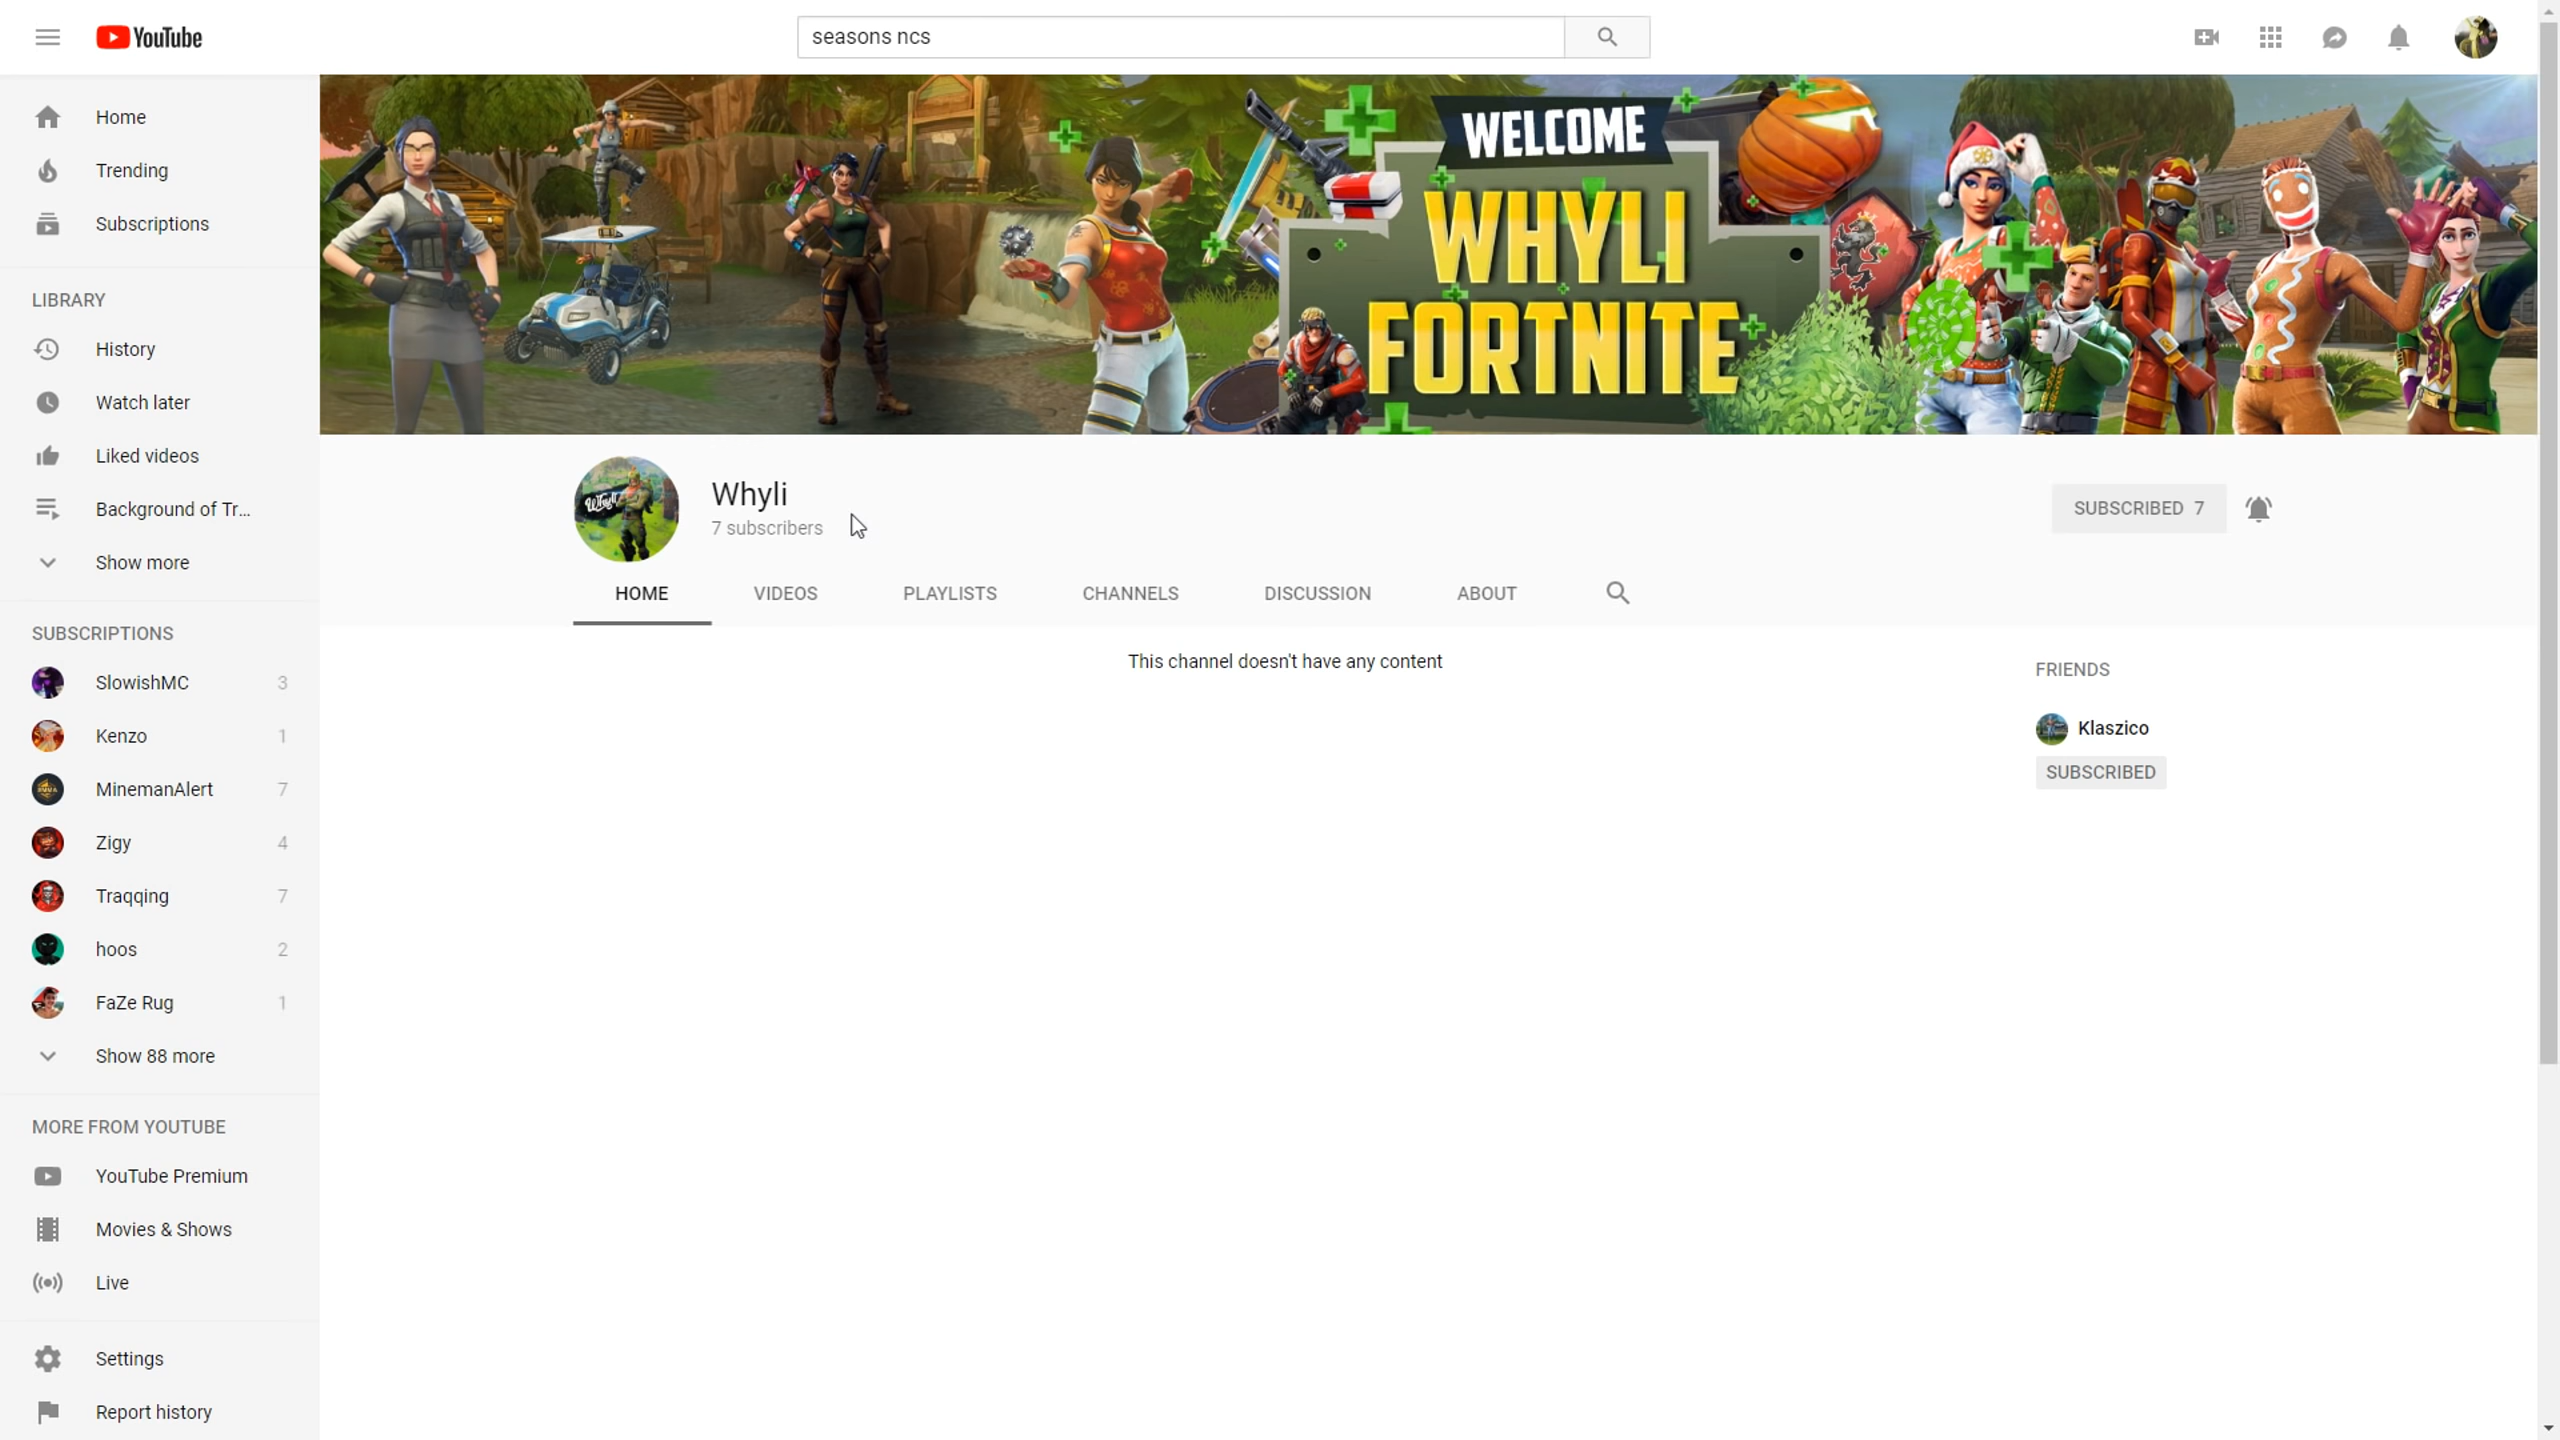 YouTube
seasons ncs
Home
Trending
Subscriptions
LIBRARY
History
Watch later
Liked videos
Background of Tr...
Show more
SUBSCRIPTIONS
SlowishMC 3
Kenzo 1
MinemanAlert 7
Zigy 4
Traqqing 7
hoos 2
FaZe Rug 1
Show 88 more
MORE FROM YOUTUBE
YouTube Premium
Movies & Shows
Live
Settings
Report history
WELCOME
WHYLI
FORTNITE
Whyli
Whyli
7 subscribers
SUBSCRIBED 7
HOME VIDEOS PLAYLISTS CHANNELS DISCUSSION ABOUT
This channel doesn't have any content
FRIENDS
Klaszico
SUBSCRIBED